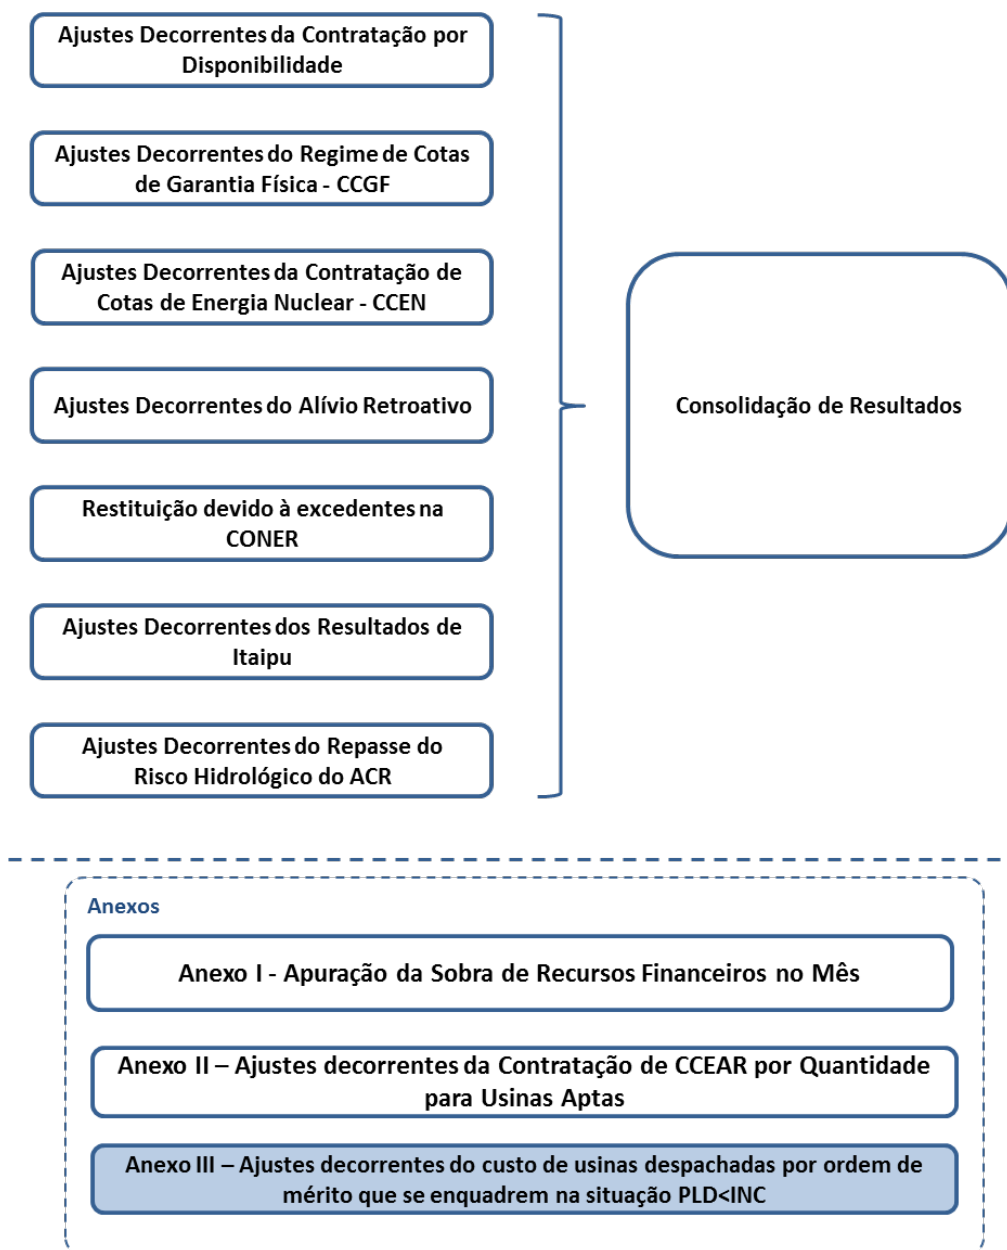 Ajustes Decorrentes da Contratação por
Disponibilidade
Ajustes Decorrentes do Regime de Cotas
de Garantia Física - CCGF
Ajustes Decorrentes da Contratação de
Cotas de Energia Nuclear - CCEN
Ajustes Decorrentes do Alívio Retroativo
Restituição devido à excedentes na
CONER
Ajustes Decorrentes dos Resultados de
Itaipu
Ajustes Decorrentes do Repasse do
Risco Hidrológico do ACR
Consolidação de Resultados
Anexos
Anexo I - Apuração da Sobra de Recursos Financeiros no Mês
Anexo II – Ajustes decorrentes da Contratação de CCEAR por Quantidade
para Usinas Aptas
Anexo III – Ajustes decorrentes do custo de usinas despachadas por ordem de
mérito que se enquadrem na situação PLD<INC